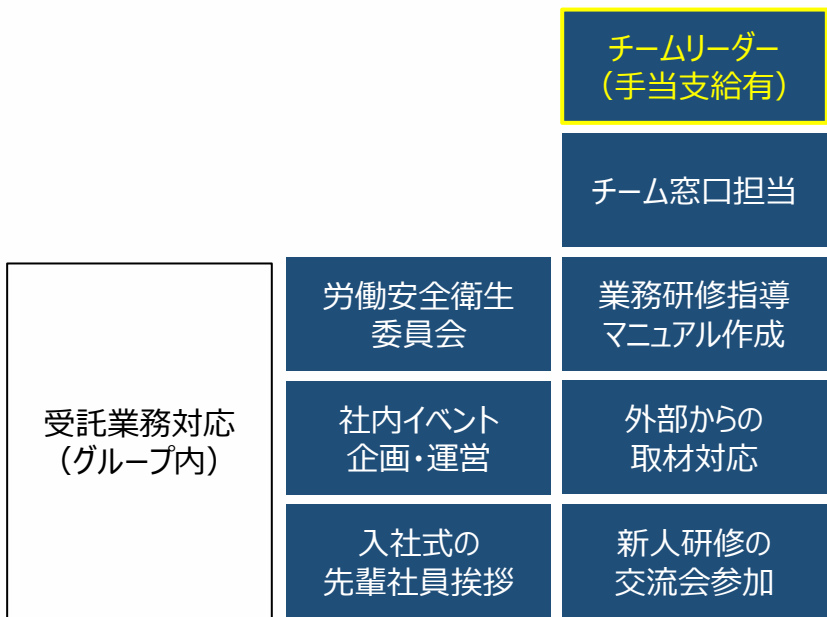 チームリーダー
（手当支給有）
チーム窓口担当
受託業務対応
（グループ内）
労働安全衛生
委員会
業務研修指導
マニュアル作成
社内イベント
企画・運営
外部からの
取材対応
入社式の
先輩社員挨拶
新人研修の
交流会参加